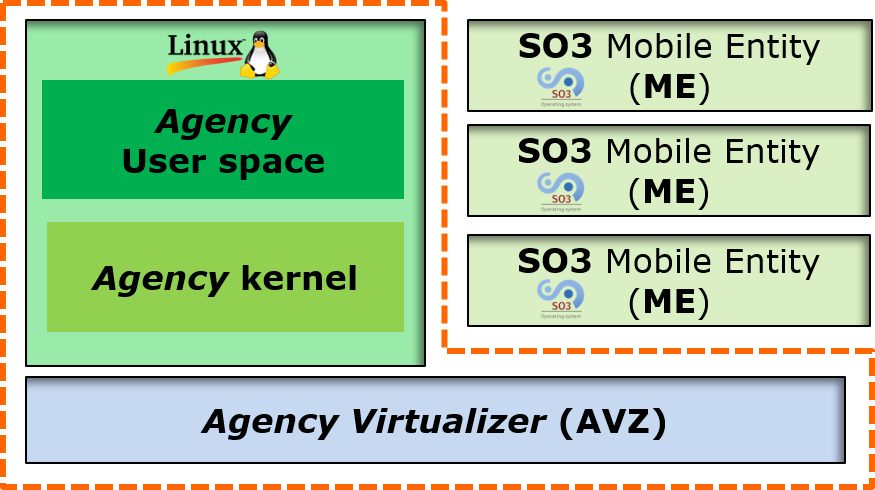 Linux
Agency
User space
Agency kernel
SO3 Mobile Entity
(ME)
SO3
Operating system
SO3 Mobile Entity
(ME)
SO3
Operating system
SO3 Mobile Entity
(ME)
SO3
Operating system
Agency Virtualizer (AVZ)